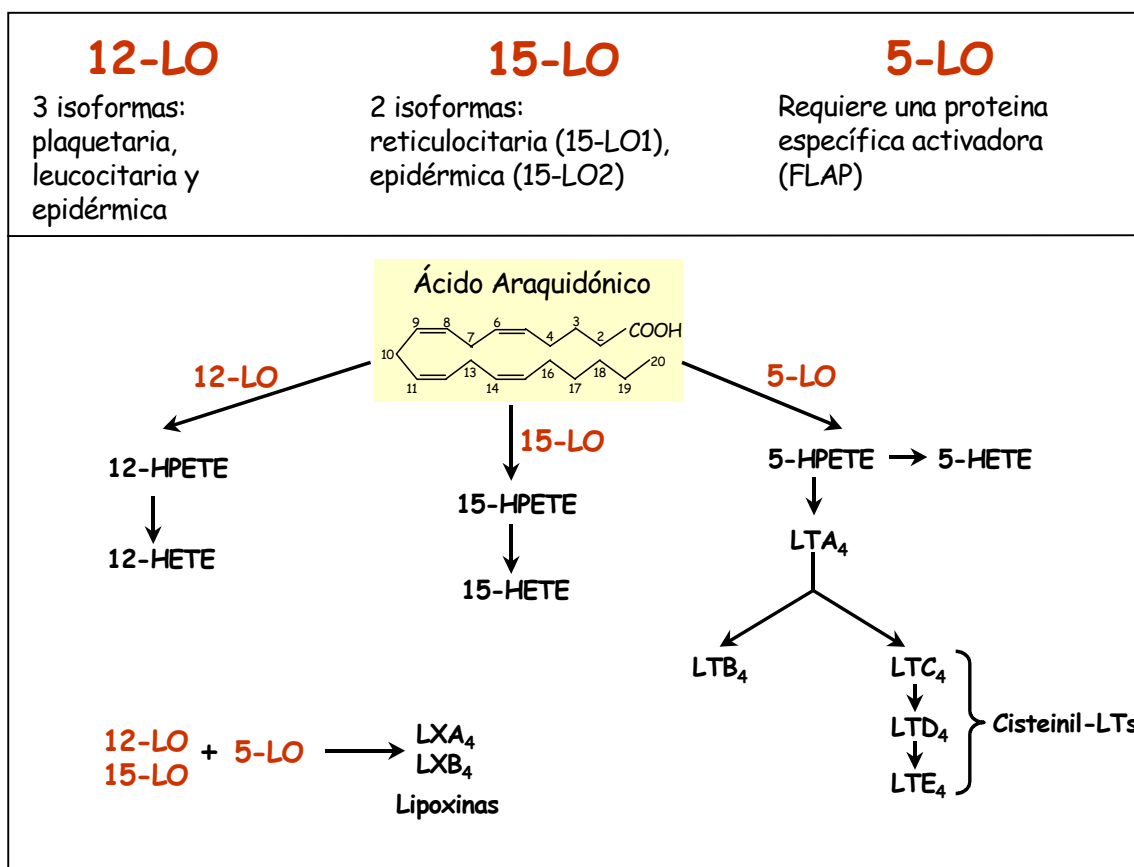 12-LO
3 isoformas:
plaquetaria,
leucocitaria y
epidérmica
15-LO
2 isoformas:
reticulocitaria (15-LO1),
epidérmica (15-LO2)
5-LO
Requiere una proteina
específica activadora
(FLAP)
Ácido Araquidónico
9
8
6
3
7
4
2
COOH
10
20
11
13
14
16
17
18
19
12-LO
15-LO
5-LO
12-HPETE
12-HETE
15-HPETE
15-HETE
5-HPETE
5-HETE
LTA4
LTB4
LTC4
LTD4
LTE4
Cisteinil-LTs
12-LO
15-LO
+ 5-LO
LXA4
LXB4
Lipoxinas